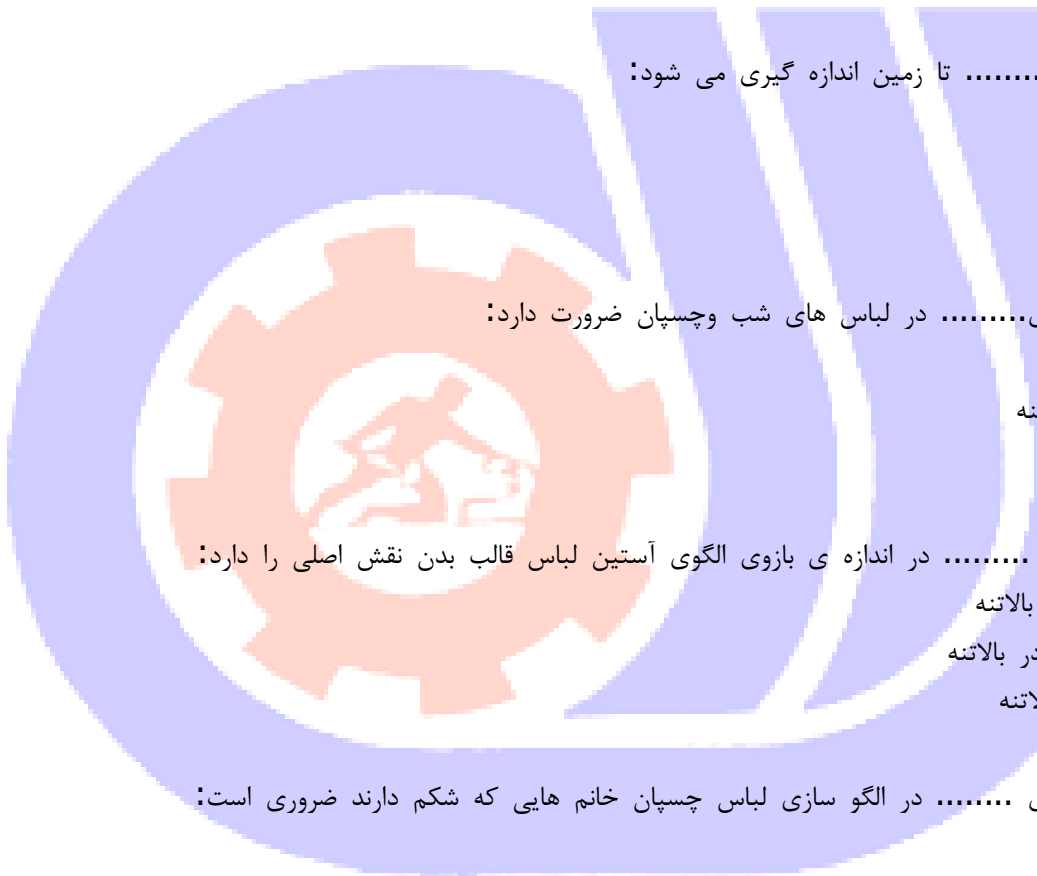 ......... تا زمین اندازه گیری می شود:
......... در لباس های شب وچسپان ضرورت دارد:
......... در اندازه ی بازوی الگوی آستین لباس قالب بدن نقش اصلی را دارد:
بالاتنه
در بالاتنه
........ در الگو سازی لباس چسپان خانم هایی که شکم دارند ضروری است: